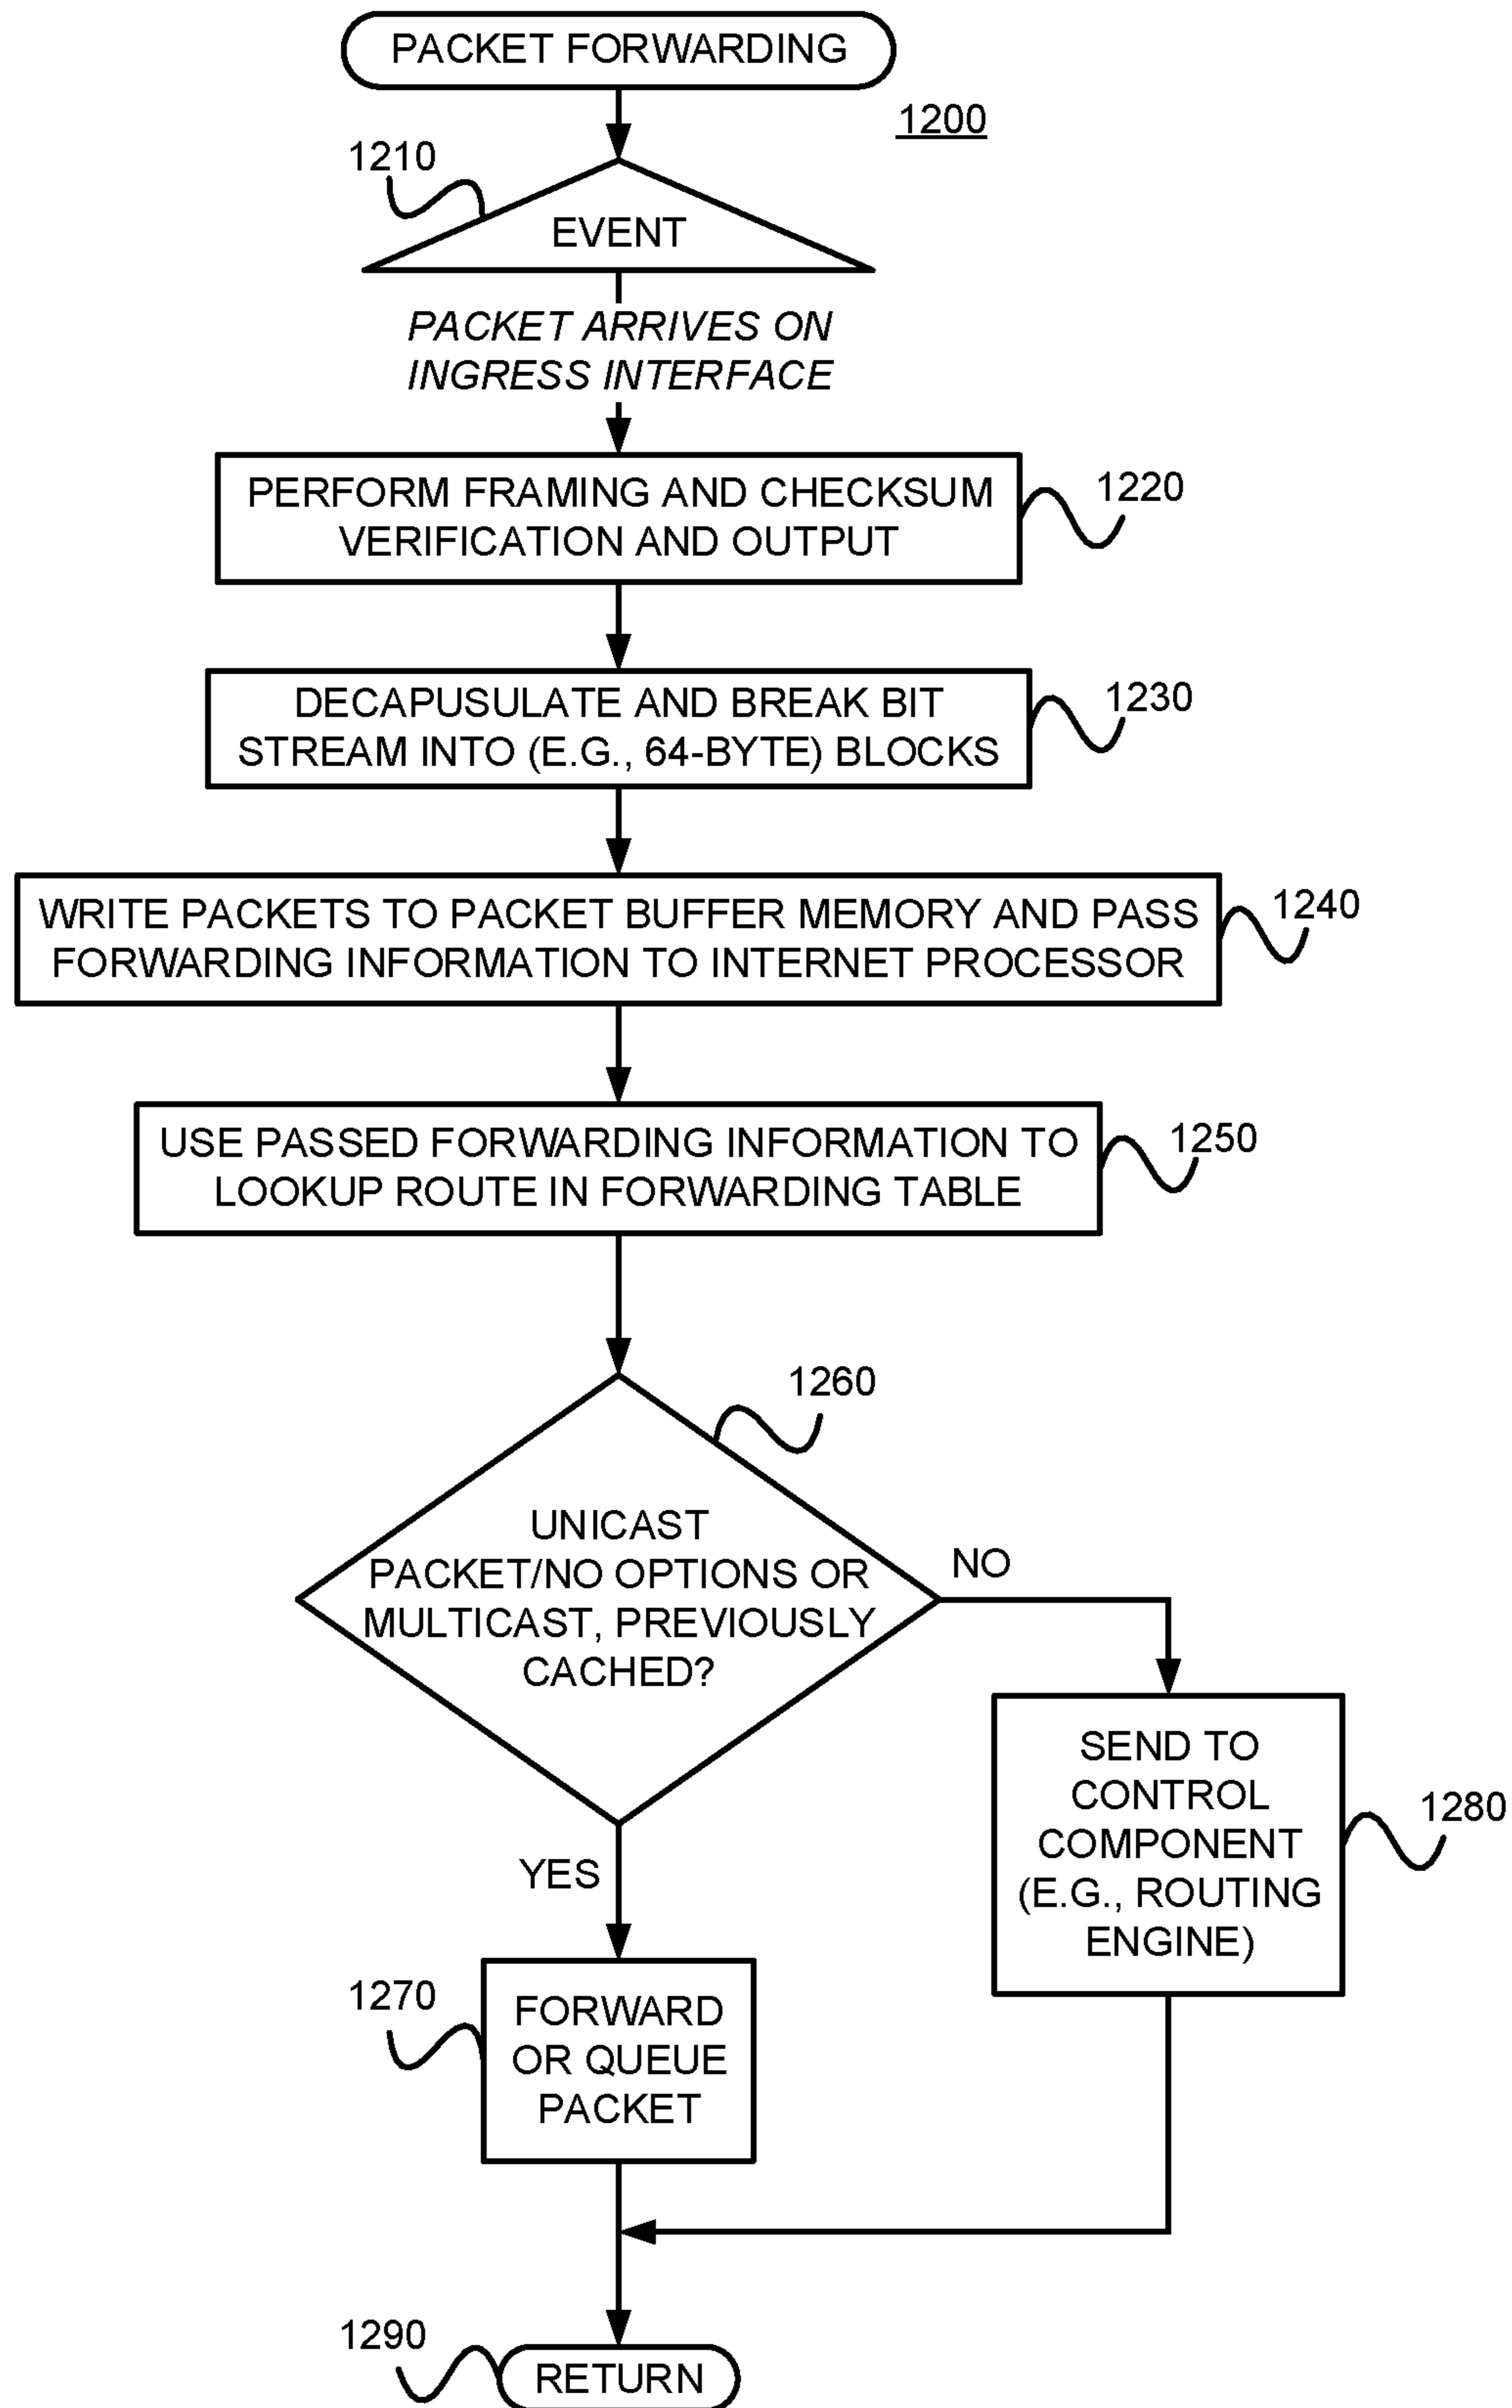 PACKET FORWARDING
1200
1210
EVENT
PACKET ARRIVES ON
INGRESS INTERFACE
PERFORM FRAMING AND CHECKSUM
VERIFICATION AND OUTPUT
1220
DECAPUSULATE AND BREAK BIT
STREAM INTO (E.G., 64-BYTE) BLOCKS
1230
WRITE PACKETS TO PACKET BUFFER MEMORY AND PASS
FORWARDING INFORMATION TO INTERNET PROCESSOR
1240
USE PASSED FORWARDING INFORMATION TO
LOOKUP ROUTE IN FORWARDING TABLE
1250
1260
UNICAST
PACKET/NO OPTIONS OR
MULTICAST, PREVIOUSLY
CACHED?
NO
SEND TO
CONTROL
COMPONENT
(E.G., ROUTING
ENGINE)
1280
YES
1270
FORWARD
OR QUEUE
PACKET
1290
RETURN